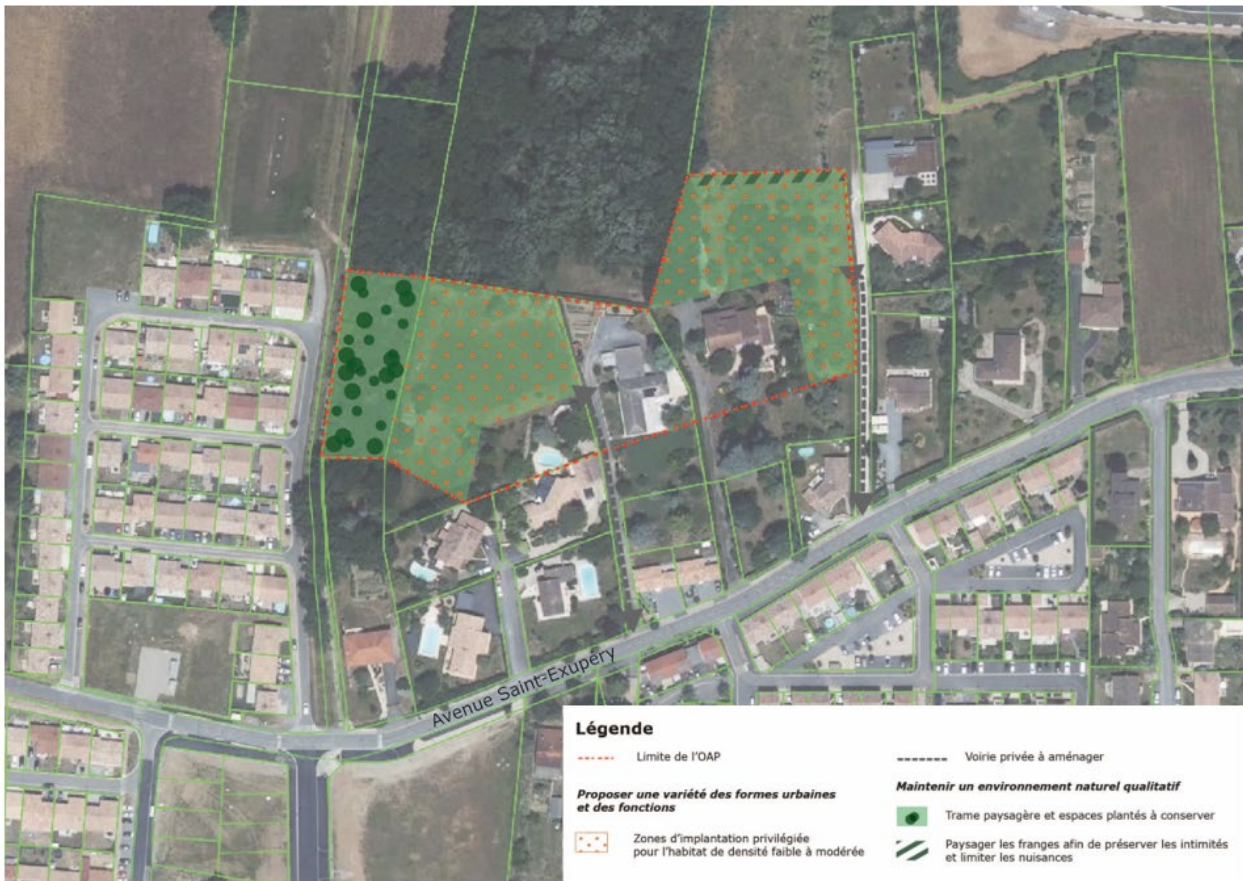 Avenue Saint-Exupéry
Légende
Limite de l'OAP
Proposer une variété des formes urbaines
et des fonctions
Zones d'implantation privilégiée
pour l'habitat de densité faible à modérée
Voirie privée à aménager
Maintenir un environnement naturel qualitatif
Trame paysagère et espaces plantés à conserver
Paysager les franges afin de préserver les intimités
et limiter les nuisances